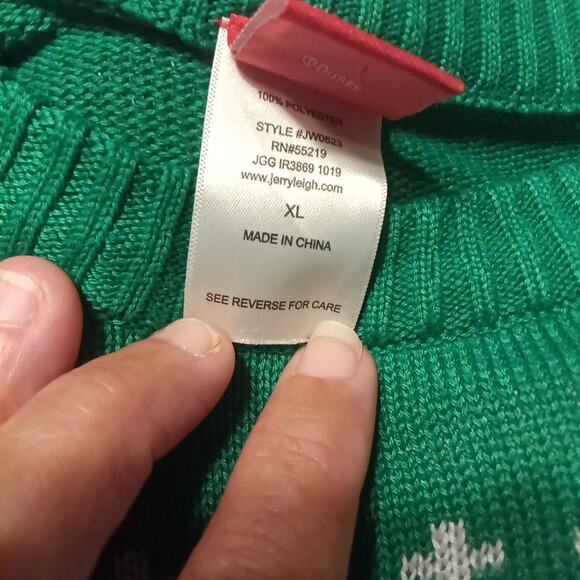 ©DISNEY
100% POLYESTER
STYLE #JW0623
RN#55219
JGG IR3869 1019
www.jerryleigh.com
XL
MADE IN CHINA
SEE REVERSE FOR CARE